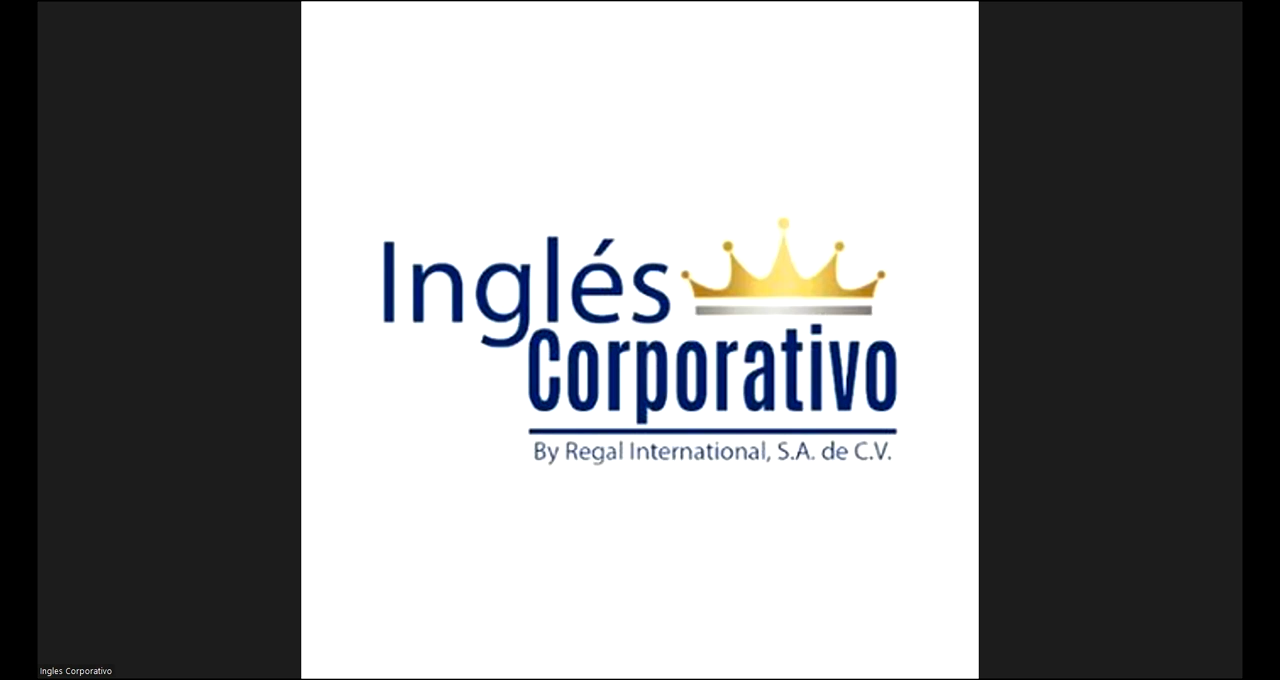 Inglés
Corporativo
By Regal International, S.A. de C.V.
Ingles Corporativo